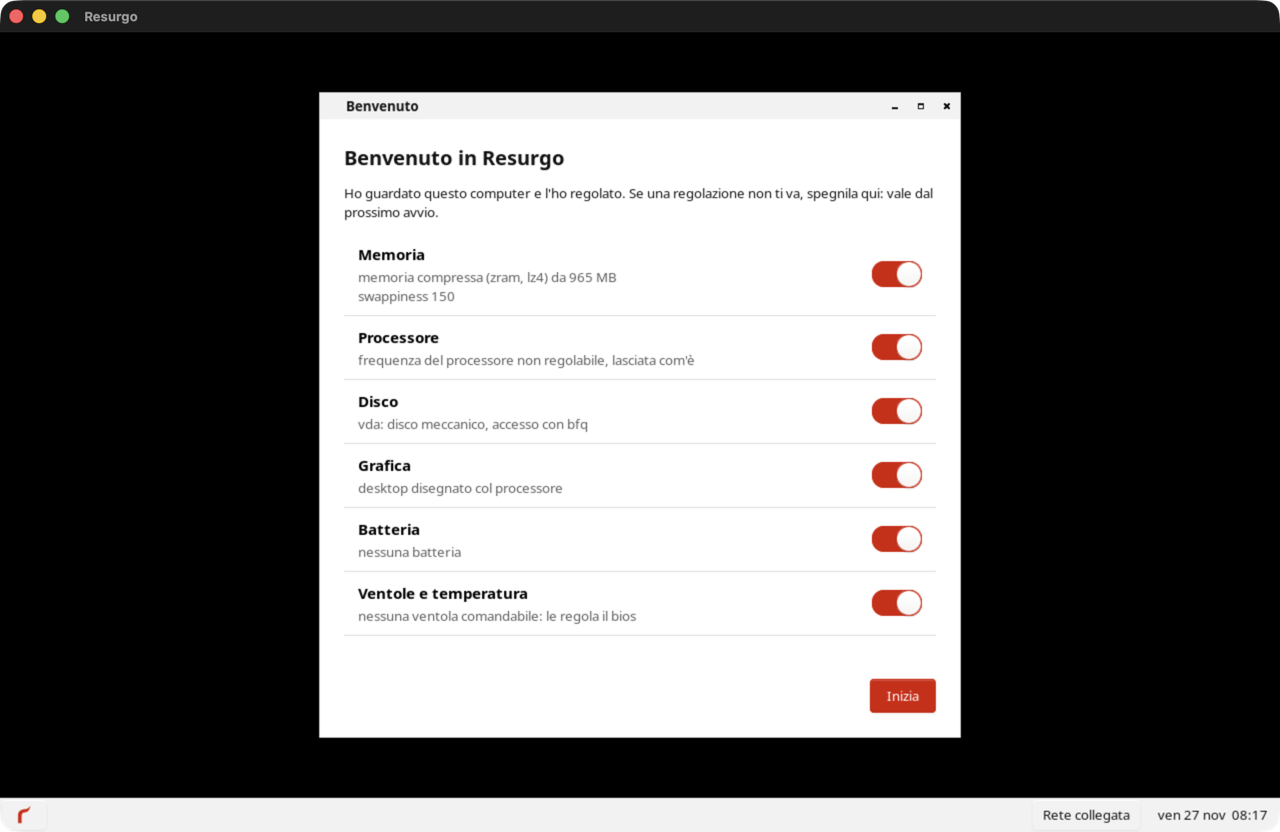 Resurgo
Benvenuto
Benvenuto in Resurgo
Ho guardato questo computer e l'ho regolato. Se una regolazione non ti va, spegnila qui: vale dal
prossimo avvio.
Memoria
memoria compressa (zram, lz4) da 965 MB
swappiness 150
Processore
frequenza del processore non regolabile, lasciata com'è
Disco
vda: disco meccanico, accesso con bfq
Grafica
desktop disegnato col processore
Batteria
nessuna batteria
Ventole e temperatura
nessuna ventola comandabile: le regola il bios
Inizia
Rete collegata ven 27 nov 08:17